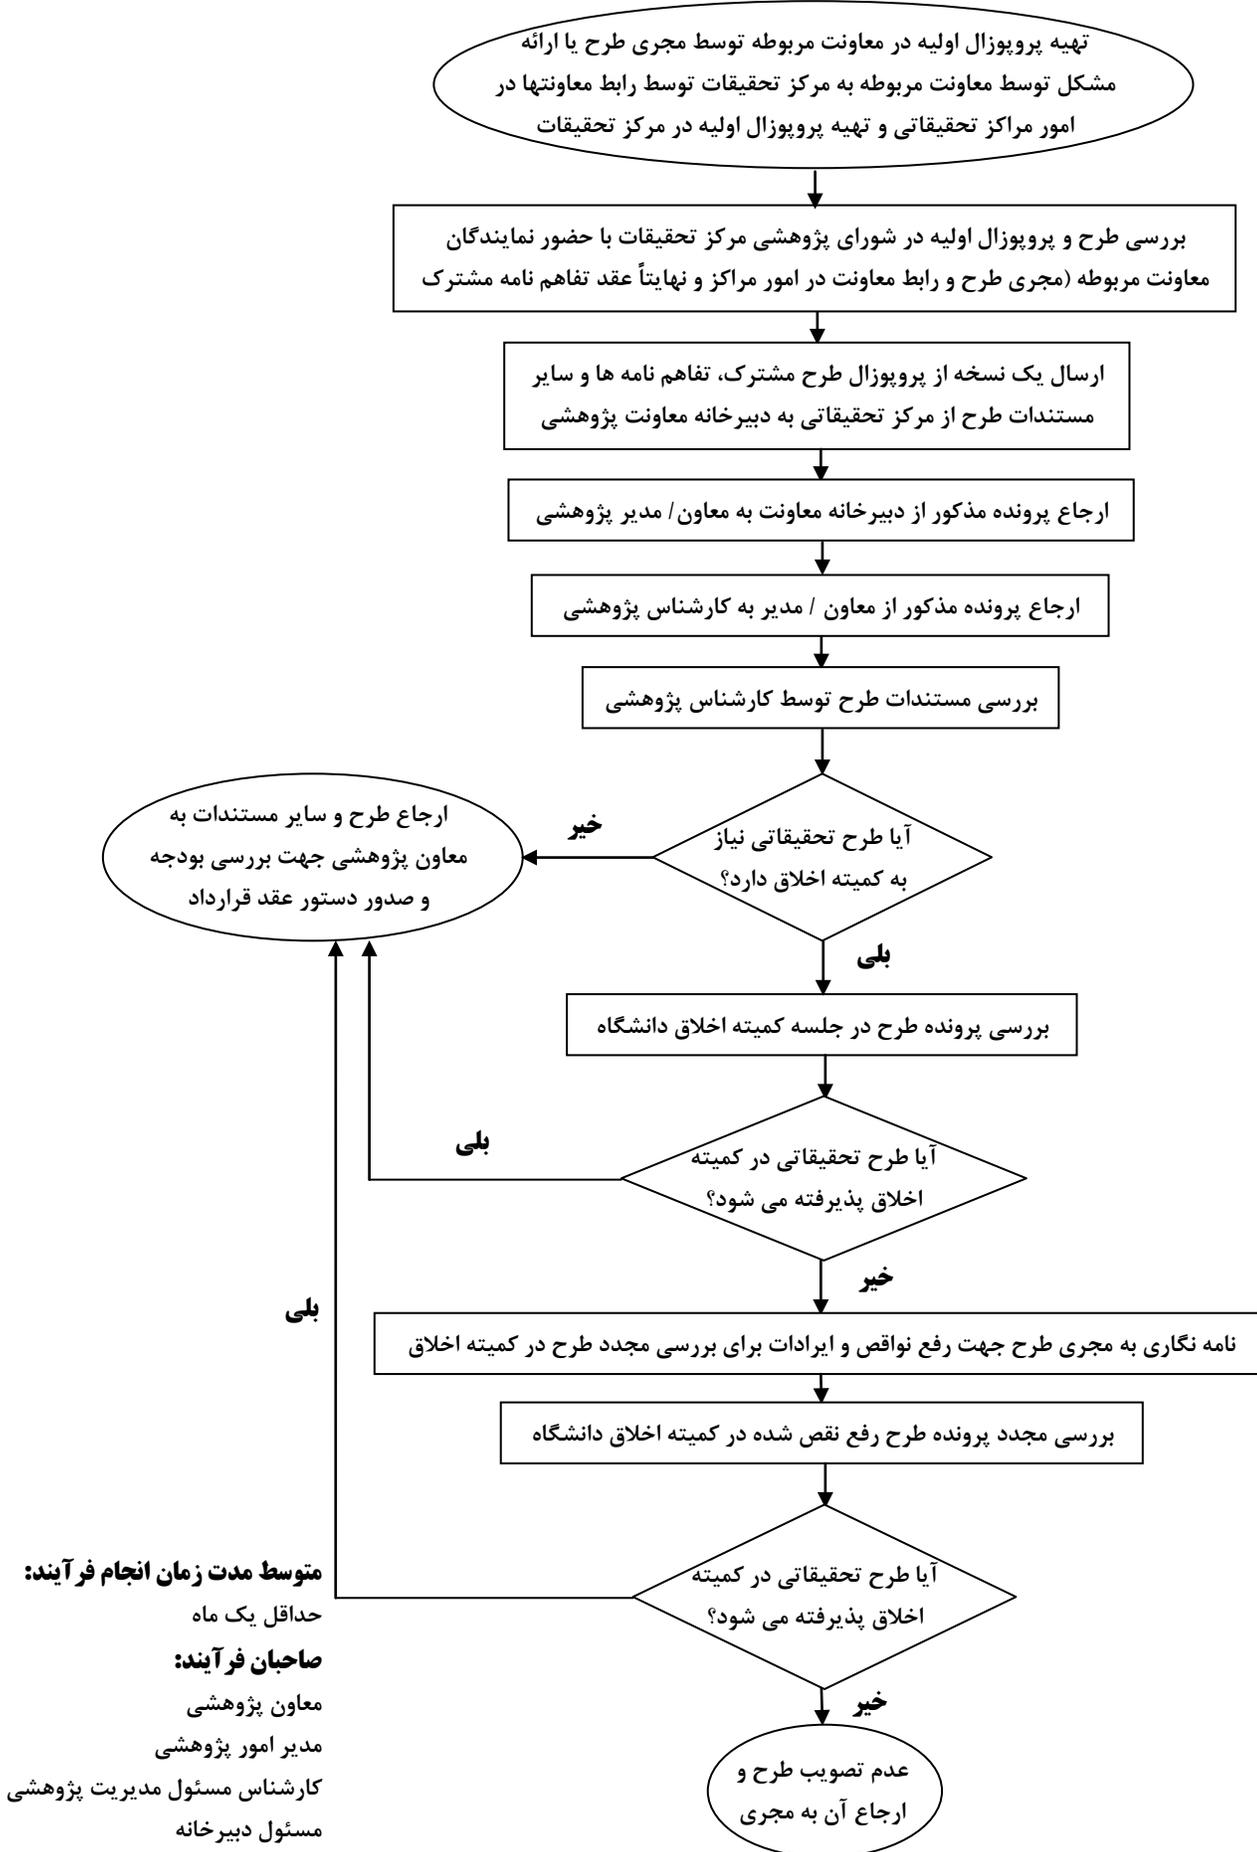 تهیه پروپوزال اولیه در معاونت مربوطه توسط مجری طرح یا ارائه
مشکل توسط معاونت مربوطه به مرکز تحقیقات توسط رابط معاونتها در
امور مراکز تحقیقاتی و تهیه پروپوزال اولیه در مرکز تحقیقات
بررسی طرح و پروپوزال اولیه در شورای پژوهشی مرکز تحقیقات با حضور نمایندگان
معاونت مربوطه (مجری طرح و رابط معاونت در امور مراکز و نهایتاً عقد تفاهم نامه مشترک
ارسال یک نسخه از پروپوزال طرح مشترک، تفاهم نامه ها و سایر
مستندات طرح از مرکز تحقیقاتی به دبیرخانه معاونت پژوهشی
ارجاع پرونده مذکور از دبیرخانه معاونت به معاون/ مدیر پژوهشی
ارجاع پرونده مذکور از معاون / مدیر به کارشناس پژوهشی
بررسی مستندات طرح توسط کارشناس پژوهشی
آیا طرح تحقیقاتی نیاز
به کمیته اخلاق دارد؟
خیر
ارجاع طرح و سایر مستندات به
معاون پژوهشی جهت بررسی بودجه
و صدور دستور عقد قرارداد
بلی
بررسی پرونده طرح در جلسه کمیته اخلاق دانشگاه
آیا طرح تحقیقاتی در کمیته
اخلاق پذیرفته می شود؟
بلی
خیر
نامه نگاری به مجری طرح جهت رفع نواقص و ایرادات برای بررسی مجدد طرح در کمیته اخلاق
بررسی مجدد پرونده طرح رفع نقص شده در کمیته اخلاق دانشگاه
آیا طرح تحقیقاتی در کمیته
اخلاق پذیرفته می شود؟
بلی
خیر
عدم تصویب طرح و
ارجاع آن به مجری
متوسط مدت زمان انجام فرآیند:
حداقل یک ماه
صاحبان فرآیند:
معاون پژوهشی
مدیر امور پژوهشی
کارشناس مسئول مدیریت پژوهشی
مسئول دبیرخانه